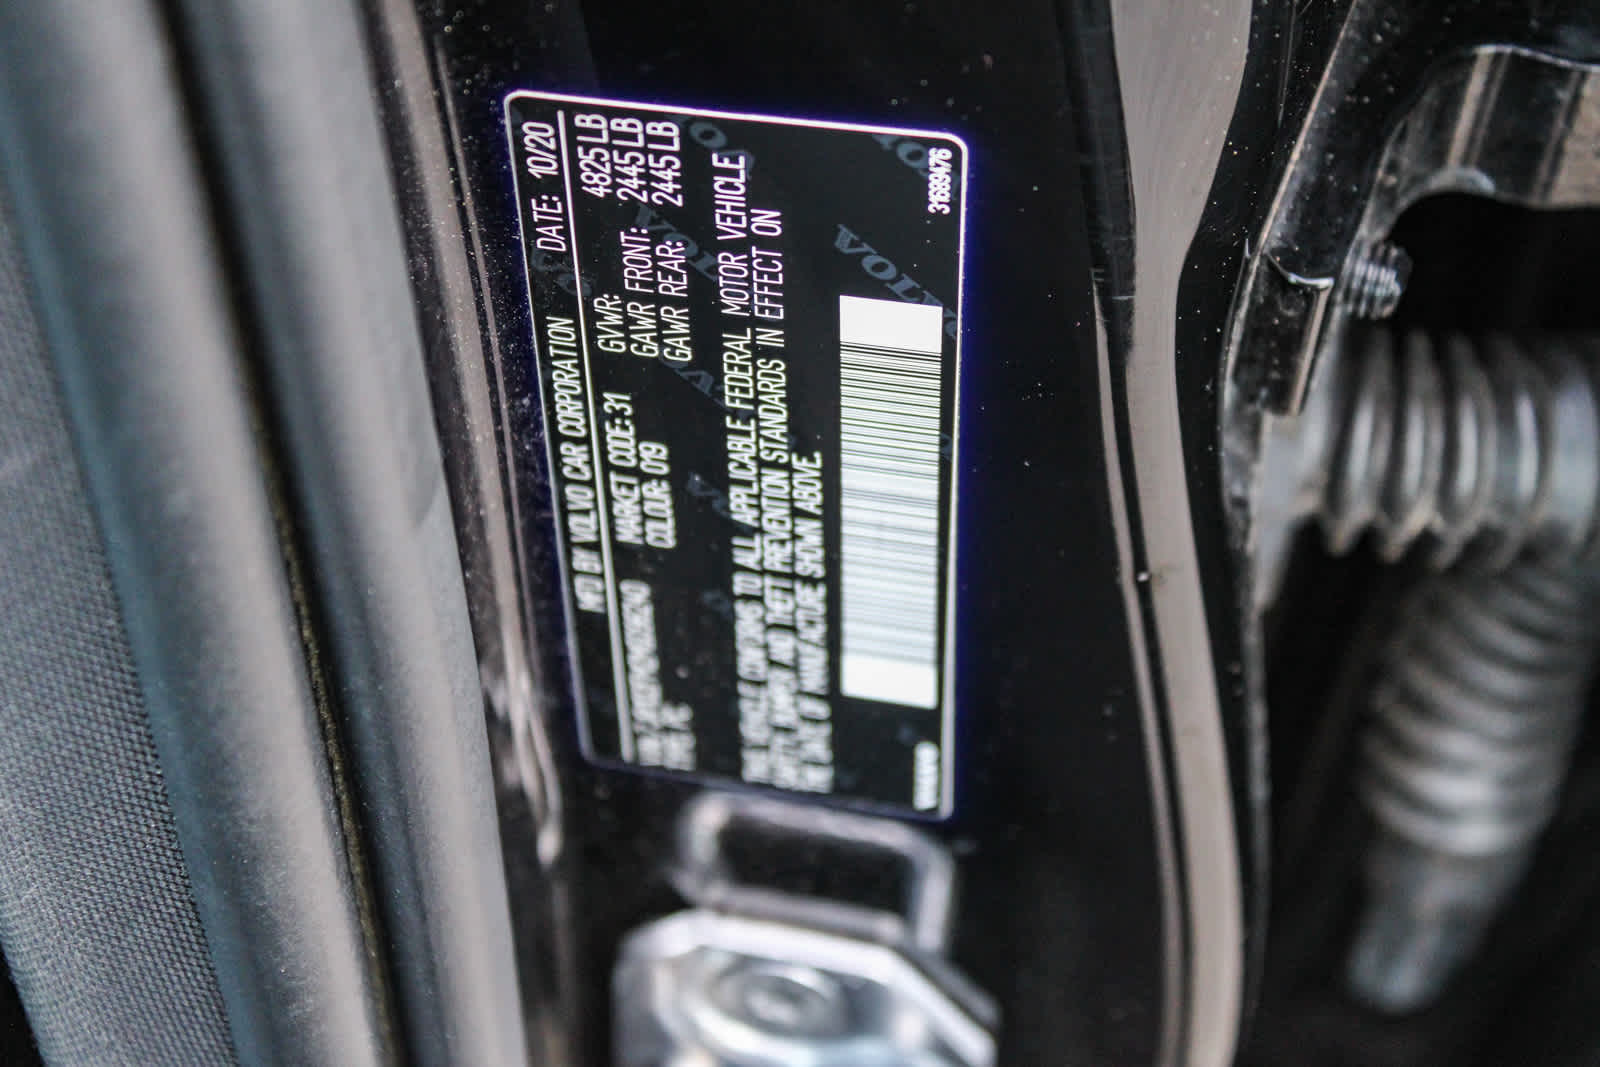 MFD BY VOLVO CAR CORPORATION DATE: 10/20
GVWR: 4825 LB
GAWR FRONT: 2445 LB
GAWR REAR: 2445 LB
MARKET CODE: 31
COLOUR: 019
TYPE:
THIS VEHICLE CONFORMS TO ALL APPLICABLE FEDERAL MOTOR VEHICLE
SAFETY, BUMPER, AND THEFT PREVENTION STANDARDS IN EFFECT ON
THE DATE OF MANUFACTURE SHOWN ABOVE.
31689476
VOLVO